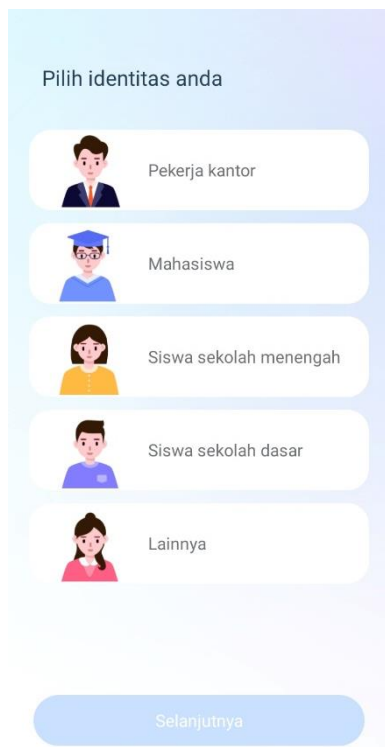 Pilih identitas anda
Pekerja kantor
Mahasiswa
Siswa sekolah menengah
Siswa sekolah dasar
Lainnya
Selanjutnya